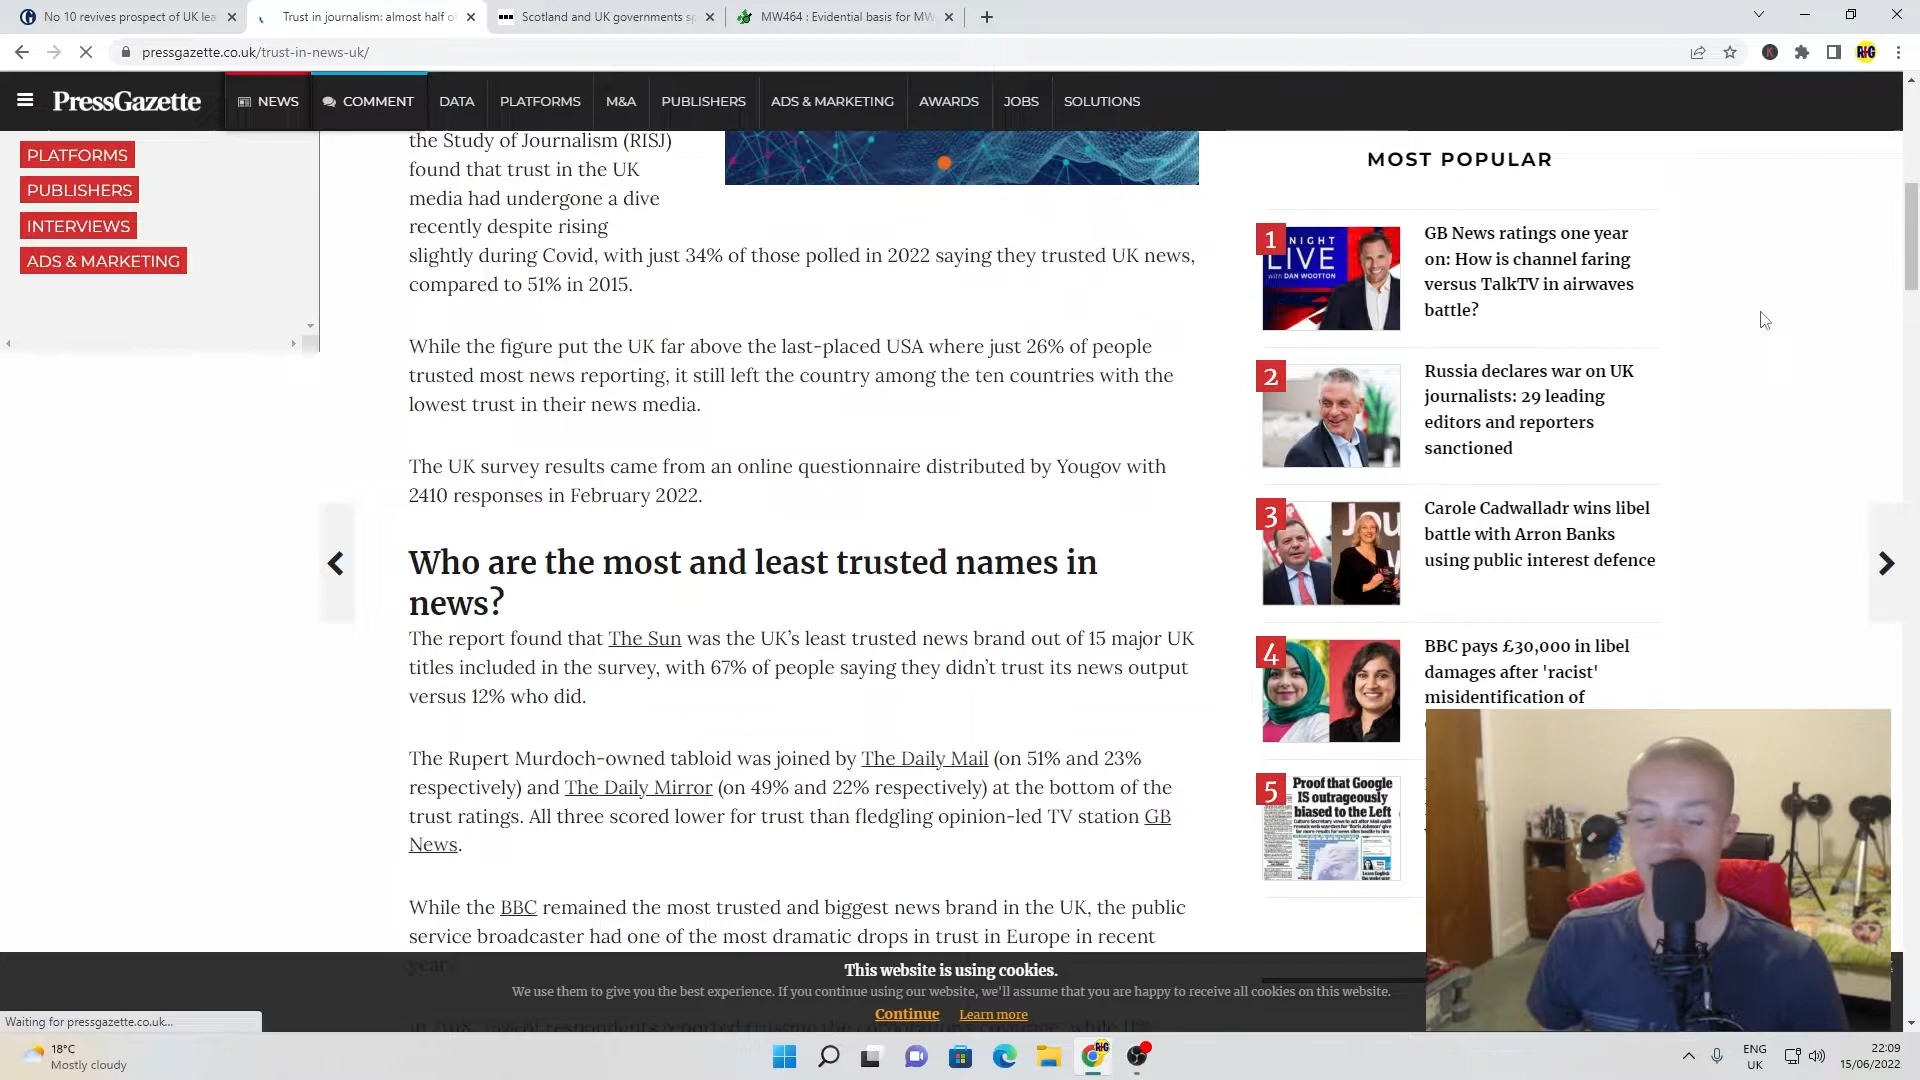 No 10 revives prospect of UK lea
Trust in journalism: almost half of
Scotland and UK governments sp
MW464 : Evidential basis for MW
pressgazette.co.uk/trust-in-news-uk/
K
RIG
PressGazette
NEWS
COMMENT
DATA
PLATFORMS
M&A
PUBLISHERS
ADS & MARKETING
AWARDS
JOBS
SOLUTIONS
PLATFORMS
PUBLISHERS
INTERVIEWS
ADS & MARKETING
the Study of Journalism (RISJ)
found that trust in the UK
media had undergone a dive
recently despite rising
slightly during Covid, with just 34% of those polled in 2022 saying they trusted UK news,
compared to 51% in 2015.
While the figure put the UK far above the last-placed USA where just 26% of people
trusted most news reporting, it still left the country among the ten countries with the
lowest trust in their news media.
The UK survey results came from an online questionnaire distributed by Yougov with
2410 responses in February 2022.
Who are the most and least trusted names in
news?
The report found that The Sun was the UK's least trusted news brand out of 15 major UK
titles included in the survey, with 67% of people saying they didn't trust its news output
versus 12% who did.
The Rupert Murdoch-owned tabloid was joined by The Daily Mail (on 51% and 23%
respectively) and The Daily Mirror (on 49% and 22% respectively) at the bottom of the
trust ratings. All three scored lower for trust than fledgling opinion-led TV station GB
News.
While the BBC remained the most trusted and biggest news brand in the UK, the public
service broadcaster had one of the most dramatic drops in trust in Europe in recent
MOST POPULAR
1
NIGHT
LIVE
with DAN WOOTTON
GB News ratings one year
on: How is channel faring
versus TalkTV in airwaves
battle?
2
Russia declares war on UK
journalists: 29 leading
editors and reporters
sanctioned
3
Carole Cadwalladr wins libel
battle with Arron Banks
using public interest defence
4
BBC pays £30,000 in libel
damages after 'racist'
misidentification of
5
Proof that Google
IS outrageously
biased to the Left
This website is using cookies.
We use them to give you the best experience. If you continue using our website, we'll assume that you are happy to receive all cookies on this website.
Continue
Learn more
Waiting for pressgazette.co.uk...
18°C
Mostly cloudy
RIG
ENG
UK
22:09
15/06/2022